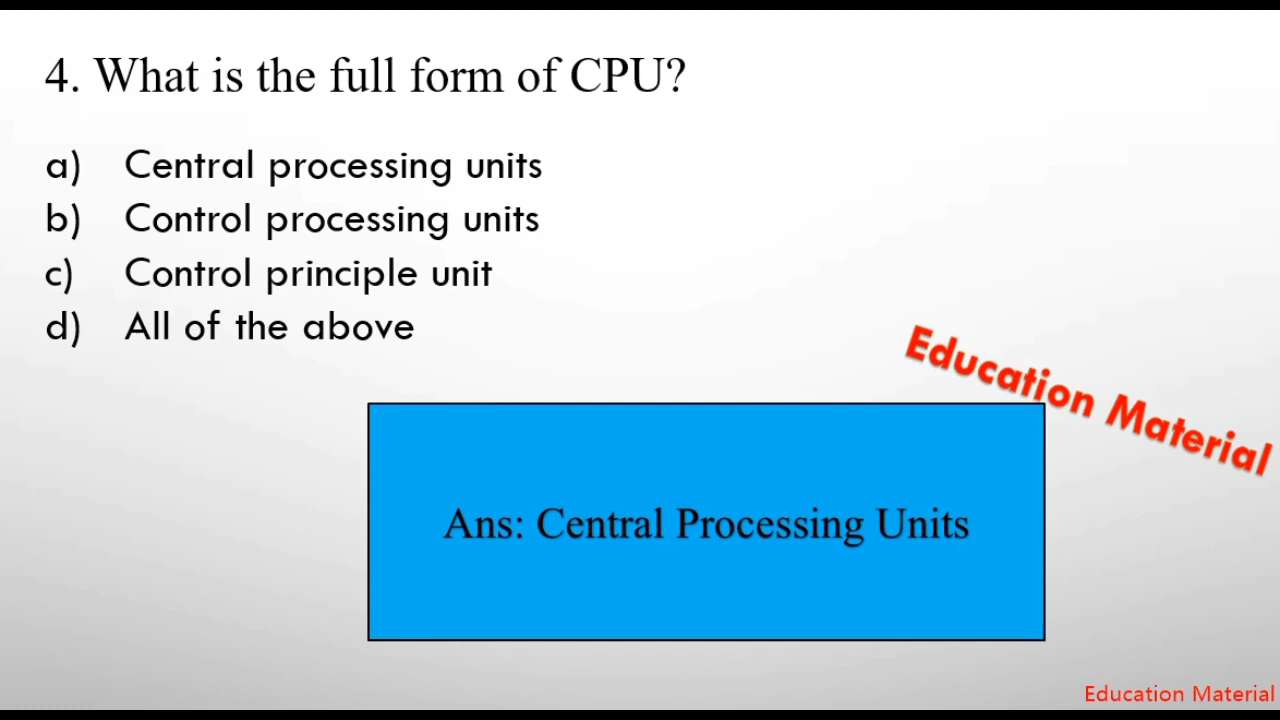 4. What is the full form of CPU?
a) Central processing units
b) Control processing units
c) Control principle unit
d) All of the above
Education Material
Ans: Central Processing Units
Education Material